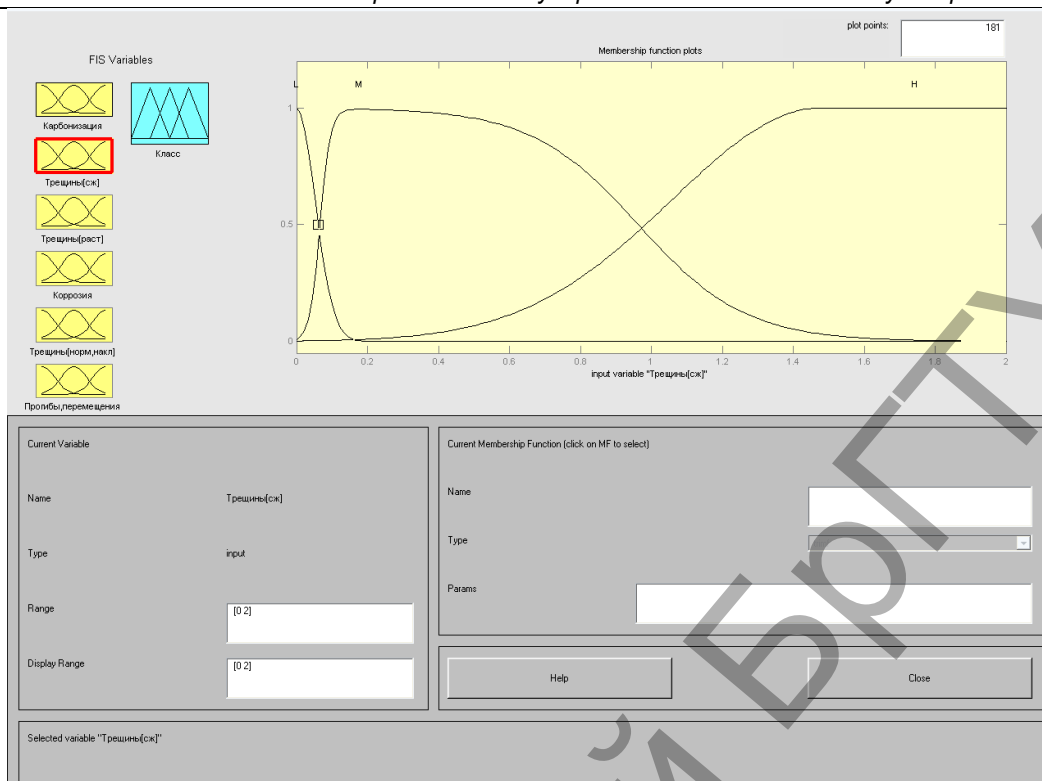 plot points: 181
Membership function plots
FIS Variables
Карбонизация
Класс
Трещины[сж]
Трещины[раст]
Коррозия
Трещины[норм,накл]
Прогибы,перемещения
L M H
1
0.5
0
0 0.2 0.4 0.6 0.8 1 1.2 1.4 1.6 1.8 2
input variable "Трещины[сж]"
Current Variable
Name Трещины[сж]
Type input
Range [0 2]
Display Range [0 2]
Current Membership Function (click on MF to select)
Name
Type
Params
Help Close
Selected variable "Трещины[сж]"
й БрГТУ